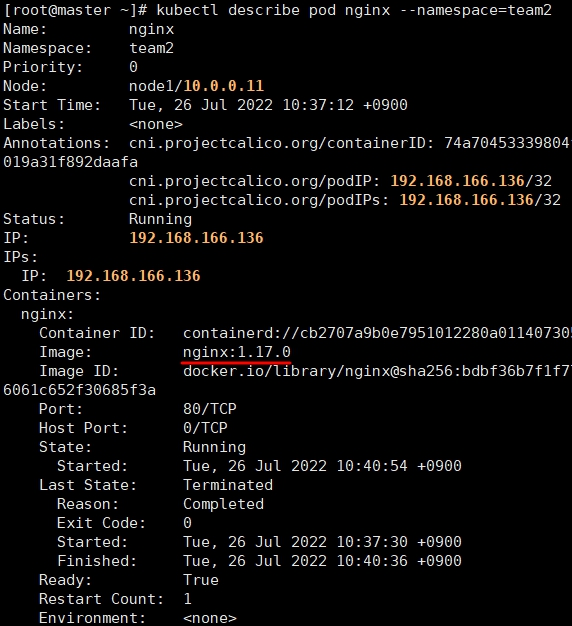 [root@master ~]# kubectl describe pod nginx --namespace=team2
Name:         nginx
Namespace:    team2
Priority:     0
Node:         node1/10.0.0.11
Start Time:   Tue, 26 Jul 2022 10:37:12 +0900
Labels:       <none>
Annotations:  cni.projectcalico.org/containerID: 74a70453339804
019a31f892daafa
              cni.projectcalico.org/podIP: 192.168.166.136/32
              cni.projectcalico.org/podIPs: 192.168.166.136/32
Status:       Running
IP:           192.168.166.136
IPs:
  IP:  192.168.166.136
Containers:
  nginx:
    Container ID:   containerd://cb2707a9b0e7951012280a011407305
    Image:          nginx:1.17.0
    Image ID:       docker.io/library/nginx@sha256:bdbf36b7f1f77
6061c652f30685f3a
    Port:           80/TCP
    Host Port:      0/TCP
    State:          Running
      Started:      Tue, 26 Jul 2022 10:40:54 +0900
    Last State:     Terminated
      Reason:       Completed
      Exit Code:    0
      Started:      Tue, 26 Jul 2022 10:37:30 +0900
      Finished:     Tue, 26 Jul 2022 10:40:36 +0900
    Ready:          True
    Restart Count:  1
    Environment:    <none>